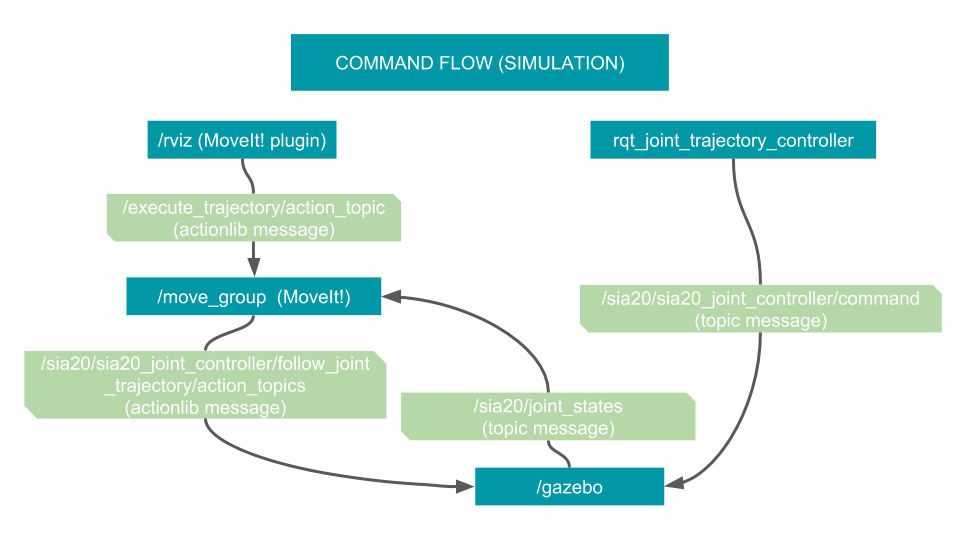 COMMAND FLOW (SIMULATION)
/rviz (MoveIt! plugin)
rqt_joint_trajectory_controller
/execute_trajectory/action_topic
(actionlib message)
/move_group  (MoveIt!)
/sia20/sia20_joint_controller/command
(topic message)
/sia20/sia20_joint_controller/follow_joint
_trajectory/action_topics
(actionlib message)
/sia20/joint_states
(topic message)
/gazebo